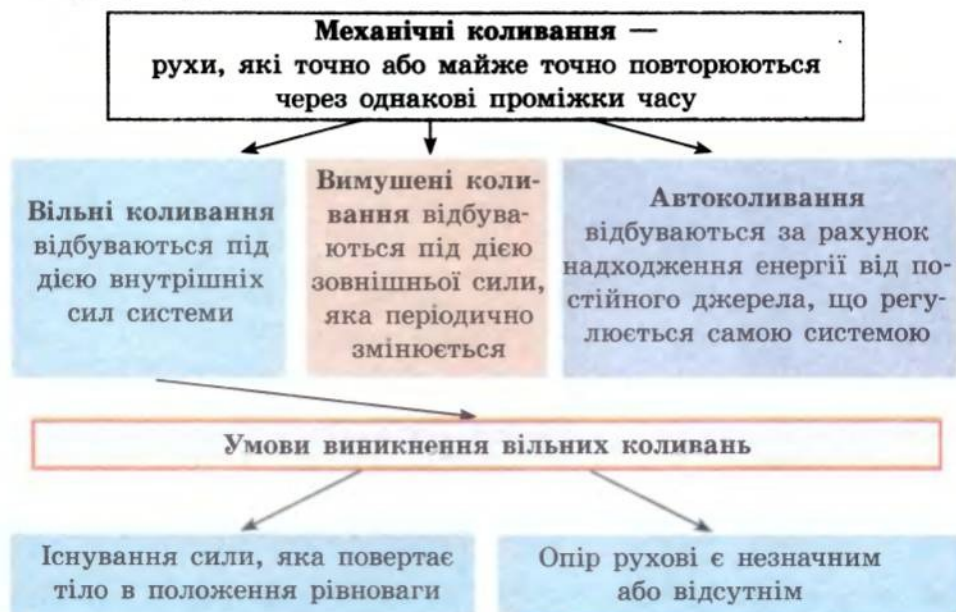 Механічні коливання —
рухи, які точно або майже точно повторюються
через однакові проміжки часу
Вільні коливання
відбуваються під
дією внутрішніх
сил системи
Вимушені коли-
вання відбува-
ються під дією
зовнішньої сили,
яка періодично
змінюється
Автоколивання
відбуваються за рахунок
надходження енергії від по-
стійного джерела, що регу-
люється самою системою
Умови виникнення вільних коливань
Існування сили, яка повертає
тіло в положення рівноваги
Опір рухові є незначним
або відсутнім